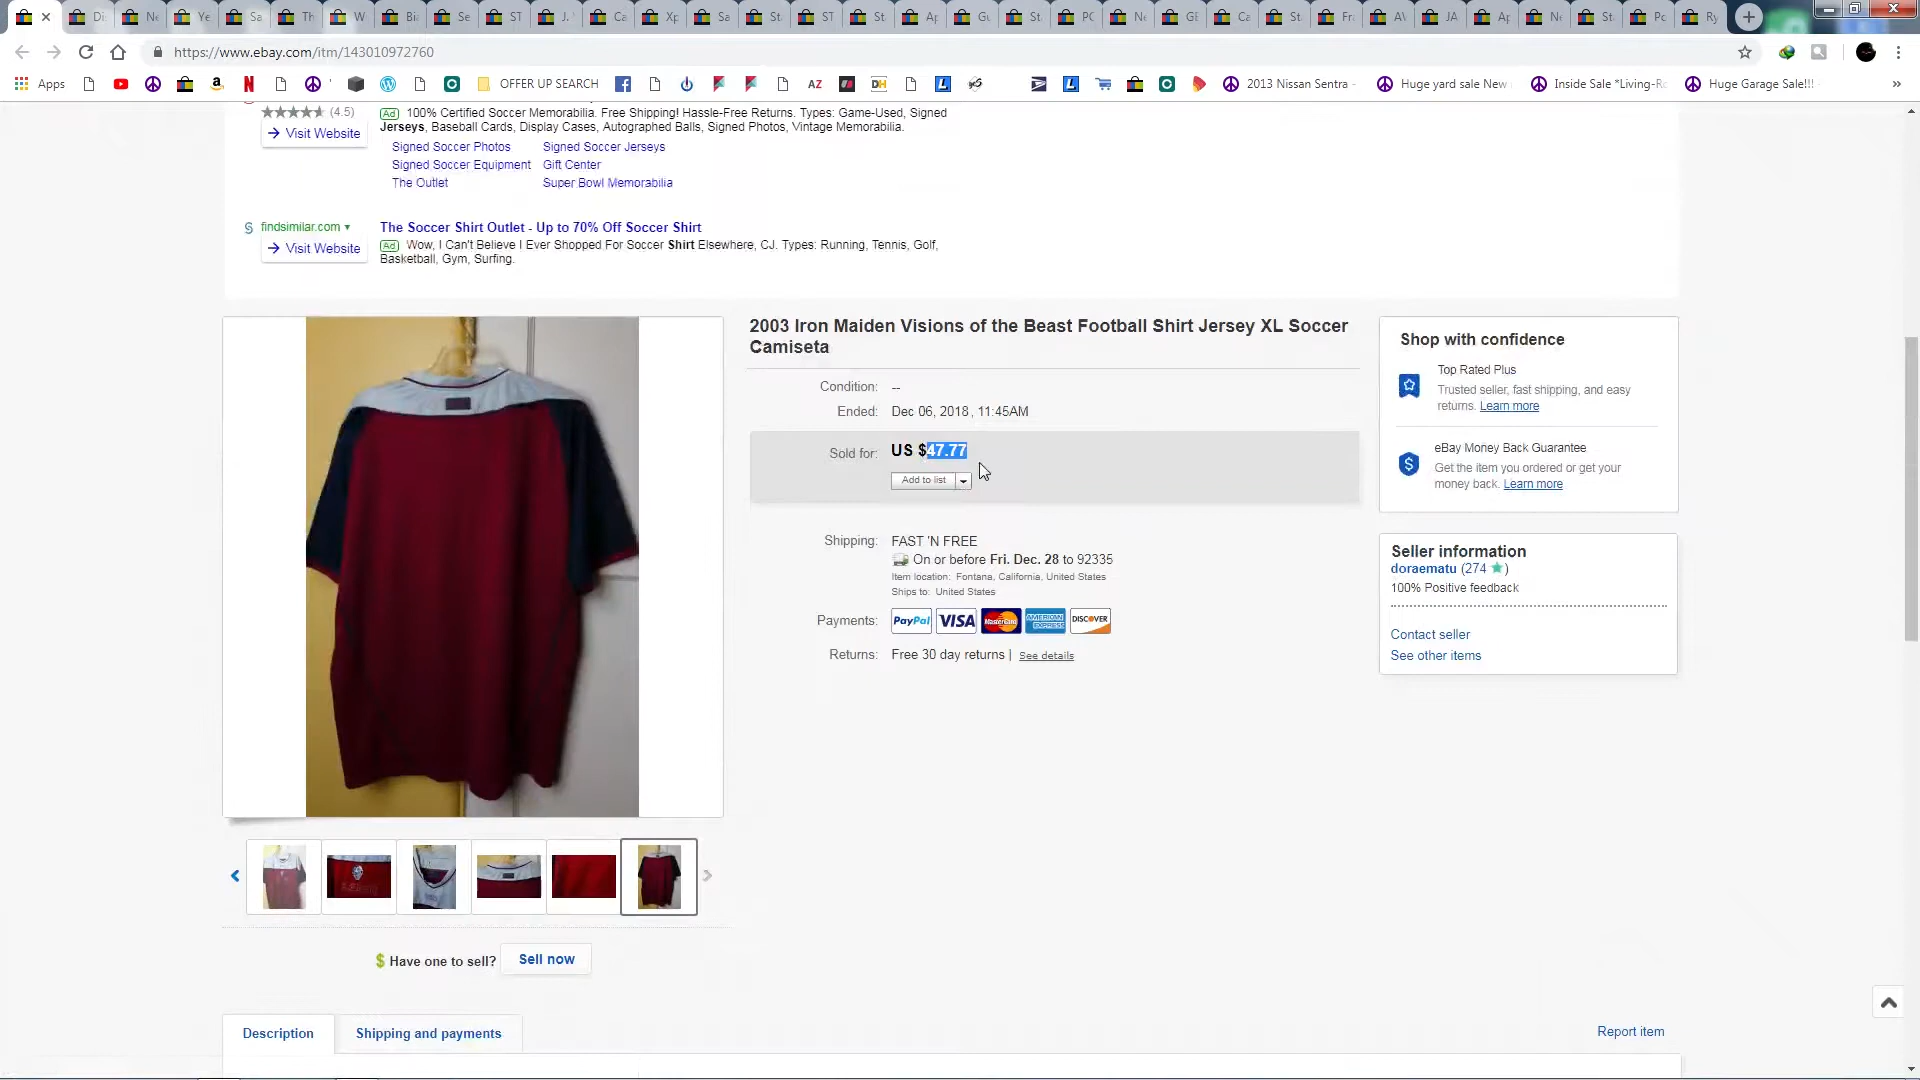 https://www.ebay.com/itm/143010972760
Apps
OFFER UP SEARCH
AZ
DH
2013 Nissan Sentra -
Huge yard sale New
Inside Sale *Living-Ro
Huge Garage Sale!!!
(4.5)
Visit Website
Ad 100% Certified Soccer Memorabilia. Free Shipping! Hassle-Free Returns. Types: Game-Used, Signed
Jerseys, Baseball Cards, Display Cases, Autographed Balls, Signed Photos, Vintage Memorabilia.
Signed Soccer Photos
Signed Soccer Jerseys
Signed Soccer Equipment
Gift Center
The Outlet
Super Bowl Memorabilia
findsimilar.com
Visit Website
The Soccer Shirt Outlet - Up to 70% Off Soccer Shirt
Ad Wow, I Can't Believe I Ever Shopped For Soccer Shirt Elsewhere, CJ. Types: Running, Tennis, Golf,
Basketball, Gym, Surfing.
2003 Iron Maiden Visions of the Beast Football Shirt Jersey XL Soccer
Camiseta
Condition: --
Ended: Dec 06, 2018 , 11:45AM
Sold for: US $47.77
Add to list
Shipping: FAST 'N FREE
On or before Fri. Dec. 28 to 92335
Item location: Fontana, California, United States
Ships to: United States
Payments: PayPal VISA MasterCard AMERICAN EXPRESS DISCOVER
Returns: Free 30 day returns | See details
Shop with confidence
Top Rated Plus
Trusted seller, fast shipping, and easy
returns. Learn more
eBay Money Back Guarantee
Get the item you ordered or get your
money back. Learn more
Seller information
doraematu (274 )
100% Positive feedback
Contact seller
See other items
Have one to sell? Sell now
Description
Shipping and payments
Report item